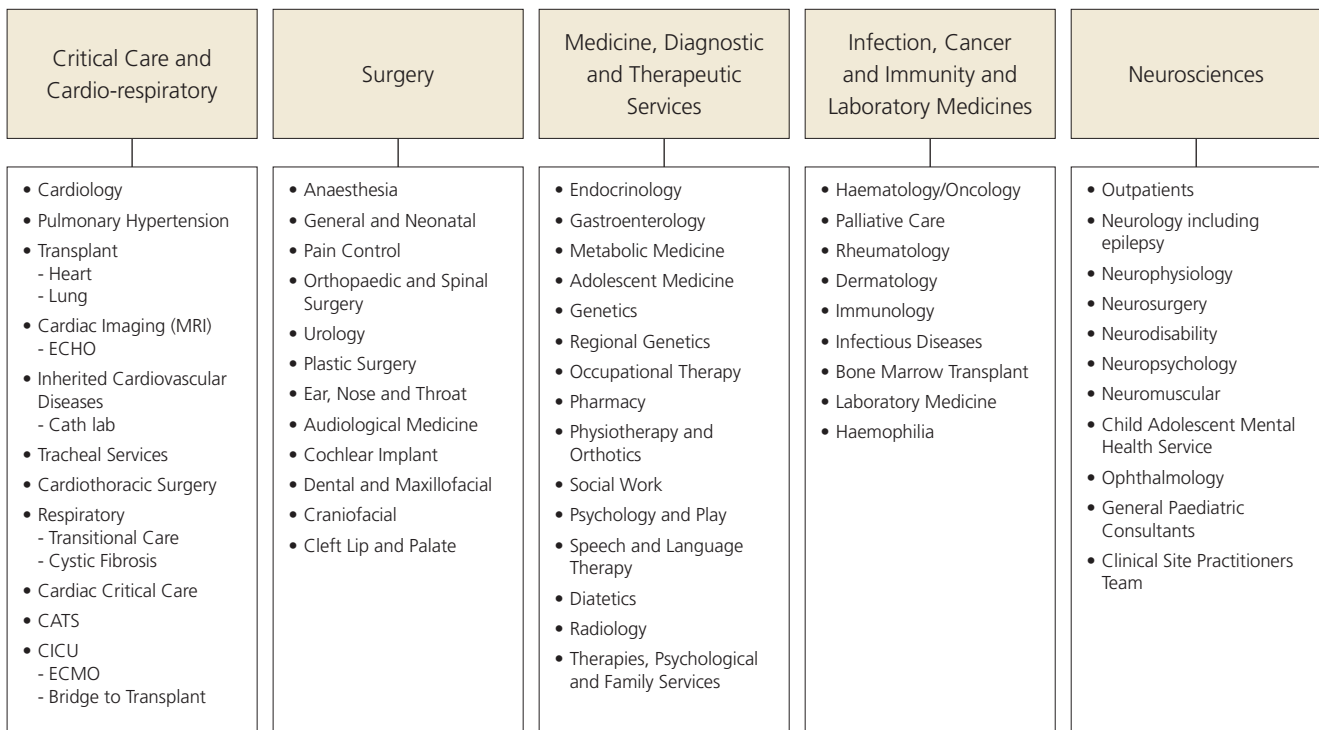 Critical Care and
Cardio-respiratory
• Cardiology
• Pulmonary Hypertension
• Transplant
- Heart
- Lung
• Cardiac Imaging (MRI)
- ECHO
• Inherited Cardiovascular
Diseases
- Cath lab
• Tracheal Services
• Cardiothoracic Surgery
• Respiratory
- Transitional Care
- Cystic Fibrosis
• Cardiac Critical Care
• CATS
• CICU
- ECMO
- Bridge to Transplant
Surgery
• Anaesthesia
• General and Neonatal
• Pain Control
• Orthopaedic and Spinal
Surgery
• Urology
• Plastic Surgery
• Ear, Nose and Throat
• Audiological Medicine
• Cochlear Implant
• Dental and Maxillofacial
• Craniofacial
• Cleft Lip and Palate
Medicine, Diagnostic
and Therapeutic
Services
• Endocrinology
• Gastroenterology
• Metabolic Medicine
• Adolescent Medicine
• Genetics
• Regional Genetics
• Occupational Therapy
• Pharmacy
• Physiotherapy and
Orthotics
• Social Work
• Psychology and Play
• Speech and Language
Therapy
• Diatetics
• Radiology
• Therapies, Psychological
and Family Services
Infection, Cancer
and Immunity and
Laboratory Medicines
• Haematology/Oncology
• Palliative Care
• Rheumatology
• Dermatology
• Immunology
• Infectious Diseases
• Bone Marrow Transplant
• Laboratory Medicine
• Haemophilia
Neurosciences
• Outpatients
• Neurology including
epilepsy
• Neurophysiology
• Neurosurgery
• Neurodisability
• Neuropsychology
• Neuromuscular
• Child Adolescent Mental
Health Service
• Ophthalmology
• General Paediatric
Consultants
• Clinical Site Practitioners
Team